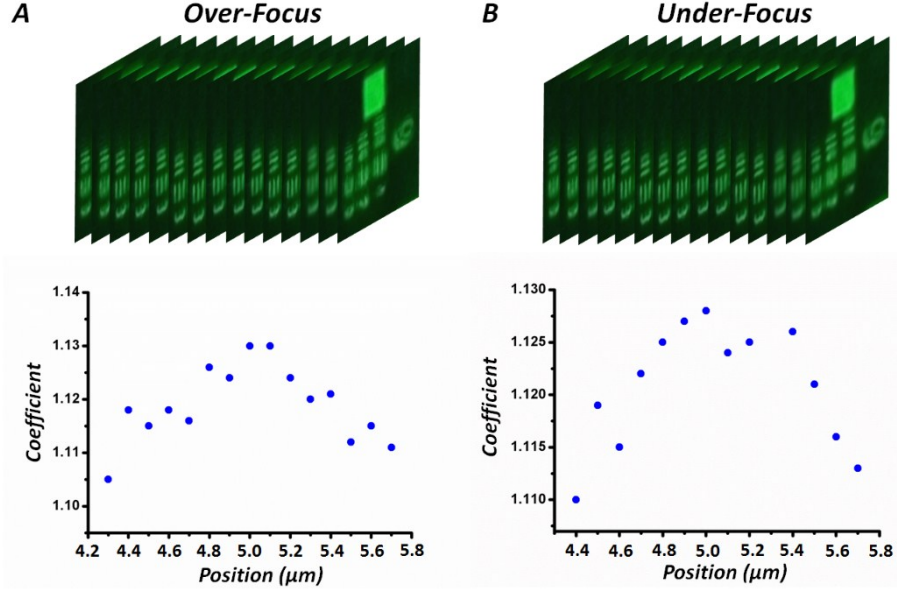 A Over-Focus
B Under-Focus
6
6
1.14
1.13
1.12
1.11
1.10
Coefficient
4.2 4.4 4.6 4.8 5.0 5.2 5.4 5.6 5.8
Position (μm)
1.130
1.125
1.120
1.115
1.110
Coefficient
4.4 4.6 4.8 5.0 5.2 5.4 5.6 5.8
Position (μm)